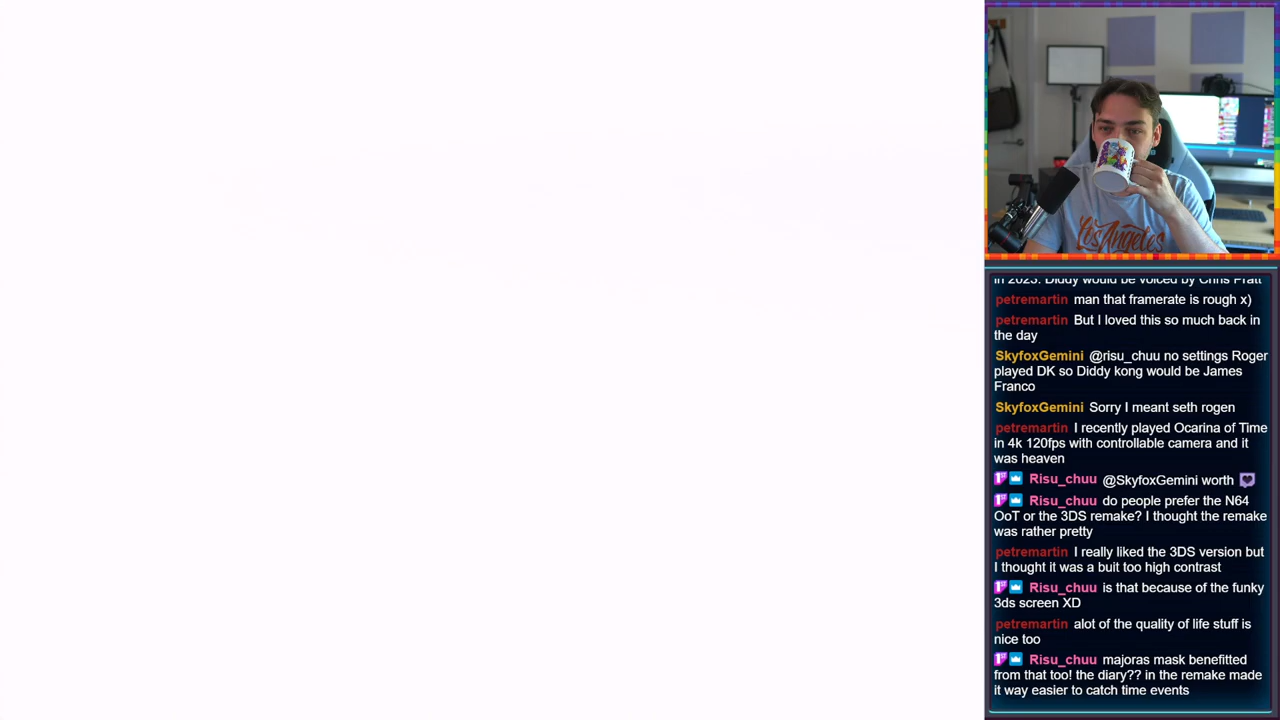 Los Angeles
in 2023. Diddy would be voiced by Chris Pratt
petremartin man that framerate is rough x)
petremartin But I loved this so much back in
the day
SkyfoxGemini @risu_chuu no settings Roger
played DK so Diddy kong would be James
Franco
SkyfoxGemini Sorry I meant seth rogen
petremartin I recently played Ocarina of Time
in 4k 120fps with controllable camera and it
was heaven
Risu_chuu @SkyfoxGemini worth
Risu_chuu do people prefer the N64
OoT or the 3DS remake? I thought the remake
was rather pretty
petremartin I really liked the 3DS version but
I thought it was a buit too high contrast
Risu_chuu is that because of the funky
3ds screen XD
petremartin alot of the quality of life stuff is
nice too
Risu_chuu majoras mask benefitted
from that too! the diary?? in the remake made
it way easier to catch time events